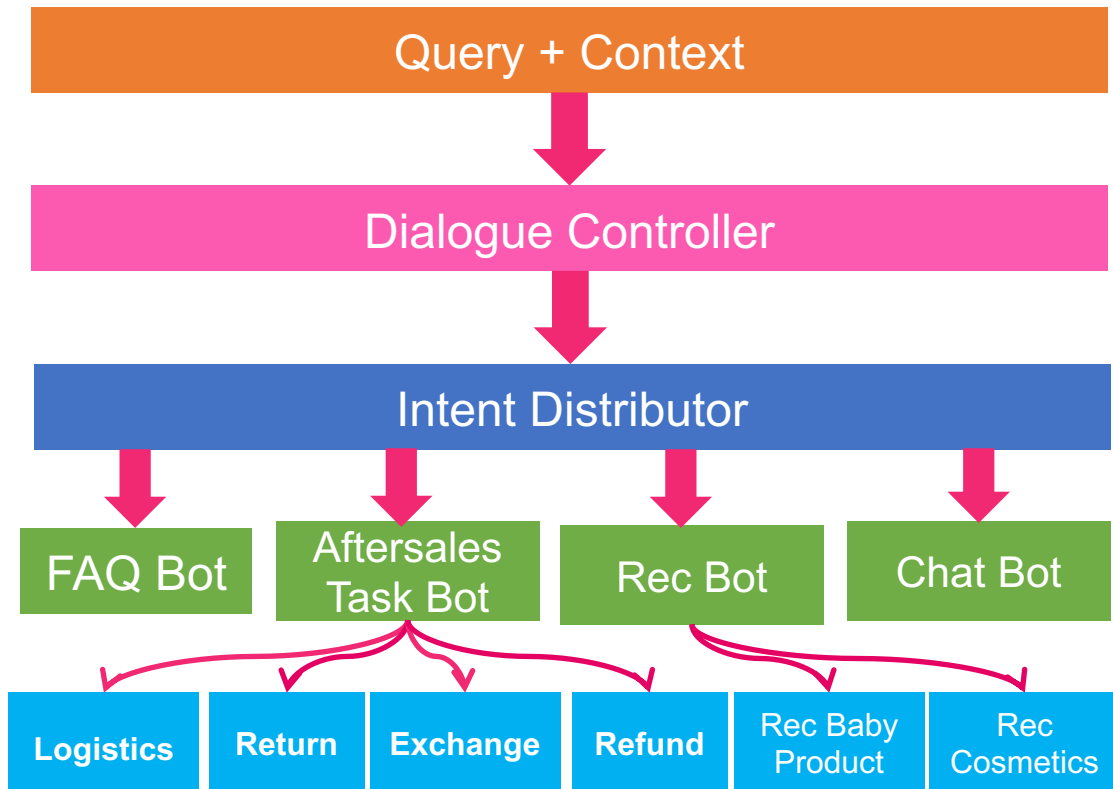 Query + Context
Dialogue Controller
Intent Distributor
FAQ Bot
Aftersales
Task Bot
Rec Bot
Chat Bot
Logistics
Return
Exchange
Refund
Rec Baby
Product
Rec
Cosmetics